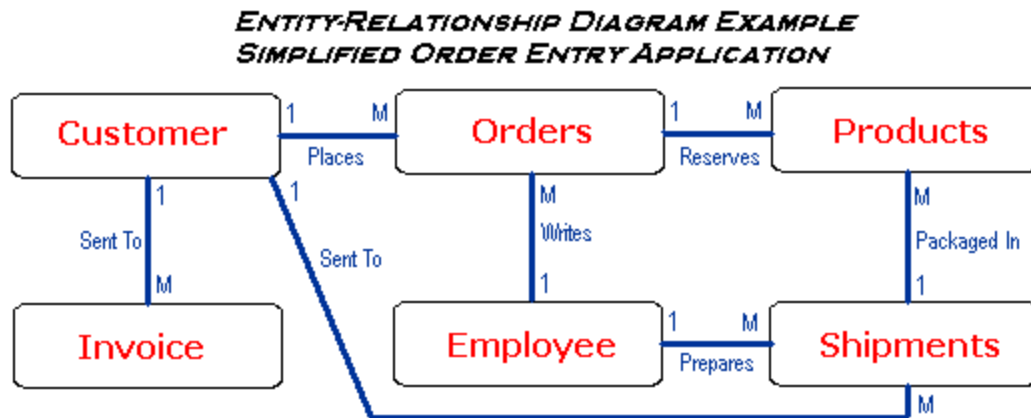 ENTITY-RELATIONSHIP DIAGRAM EXAMPLE
SIMPLIFIED ORDER ENTRY APPLICATION
Customer
1
M
Places
Orders
1
M
Reserves
Products
1
Sent To
M
1
Sent To
M
Writes
1
M
Packaged In
1
Invoice
Employee
1
M
Prepares
Shipments
M